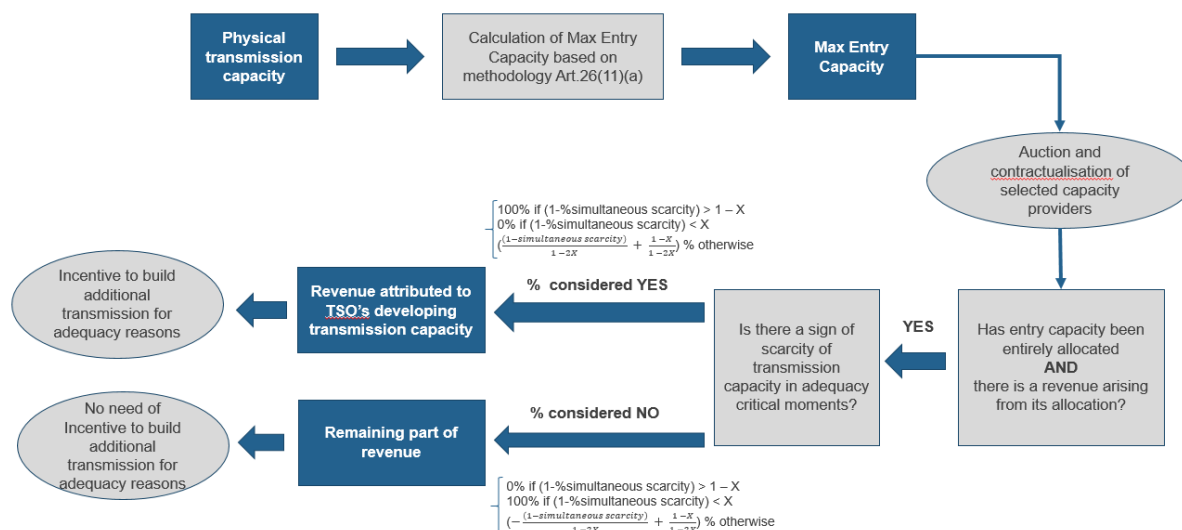 Physical
transmission
capacity
Calculation of Max Entry
Capacity based on
methodology Art.26(11)(a)
Max Entry
Capacity
Auction and
contractualisation of
selected capacity
providers
100% if (1-%simultaneous scarcity) > 1 – X
0% if (1-%simultaneous scarcity) < X
(\frac{(1-simultaneous scarcity)}{1-2X} + \frac{1-X}{1-2X}) % otherwise
Incentive to build
additional
transmission for
adequacy reasons
Revenue attributed to
TSO's developing
transmission capacity
% considered YES
Is there a sign of
scarcity of
transmission
capacity in adequacy
critical moments?
YES
Has entry capacity been
entirely allocated
AND
there is a revenue arising
from its allocation?
No need of
Incentive to build
additional
transmission for
adequacy reasons
Remaining part of
revenue
% considered NO
0% if (1-%simultaneous scarcity) > 1 – X
100% if (1-%simultaneous scarcity) < X
(-\frac{(1-simultaneous scarcity)}{1-2X} + \frac{1-X}{1-2X}) % otherwise